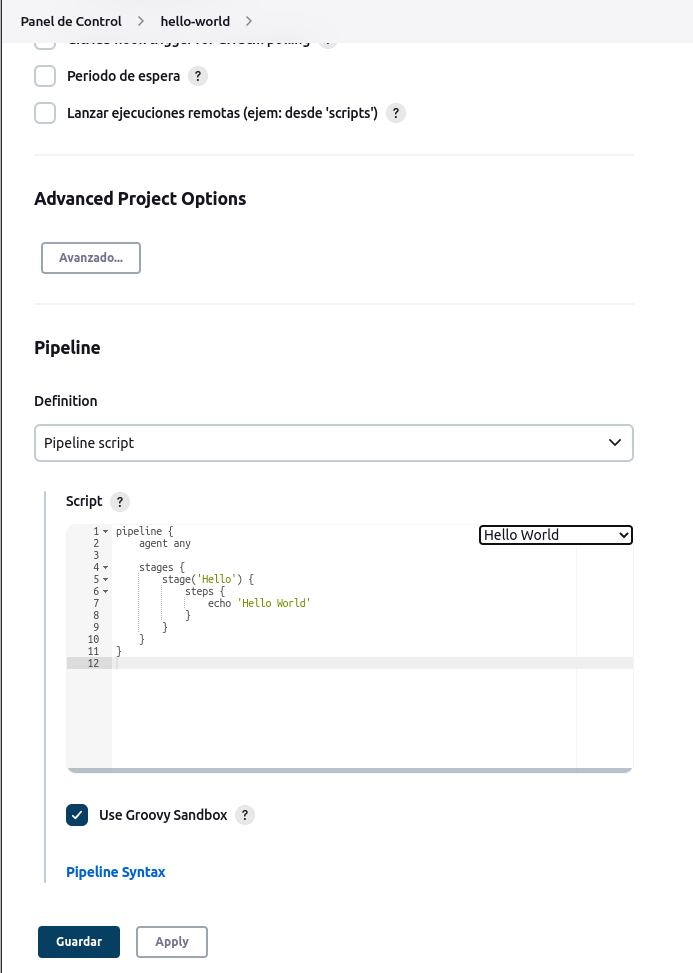 Panel de Control > hello-world >
Periodo de espera ?
Lanzar ejecuciones remotas (ejem: desde 'scripts') ?
Advanced Project Options
Avanzado...
Pipeline
Definition
Pipeline script
Script ?
Hello World
1 pipeline {
2     agent any
3
4     stages {
5         stage('Hello') {
6             steps {
7                 echo 'Hello World'
8             }
9         }
10     }
11 }
12
Use Groovy Sandbox ?
Pipeline Syntax
Guardar
Apply